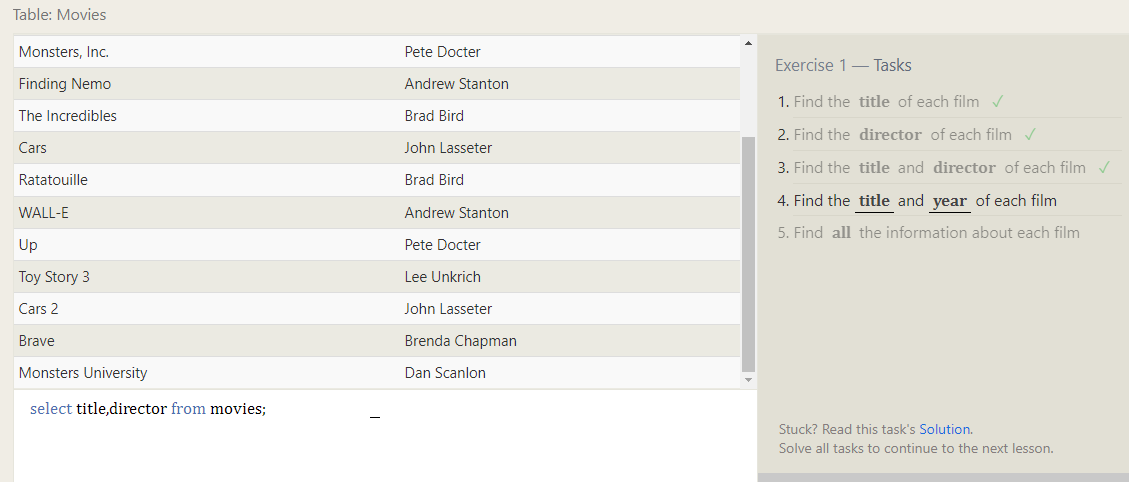 Table: Movies
Monsters, Inc. Pete Docter
Finding Nemo Andrew Stanton
The Incredibles Brad Bird
Cars John Lasseter
Ratatouille Brad Bird
WALL-E Andrew Stanton
Up Pete Docter
Toy Story 3 Lee Unkrich
Cars 2 John Lasseter
Brave Brenda Chapman
Monsters University Dan Scanlon
select title,director from movies;
Exercise 1 — Tasks
1. Find the title of each film ✓
2. Find the director of each film ✓
3. Find the title and director of each film ✓
4. Find the title and year of each film
5. Find all the information about each film
Stuck? Read this task's Solution.
Solve all tasks to continue to the next lesson.